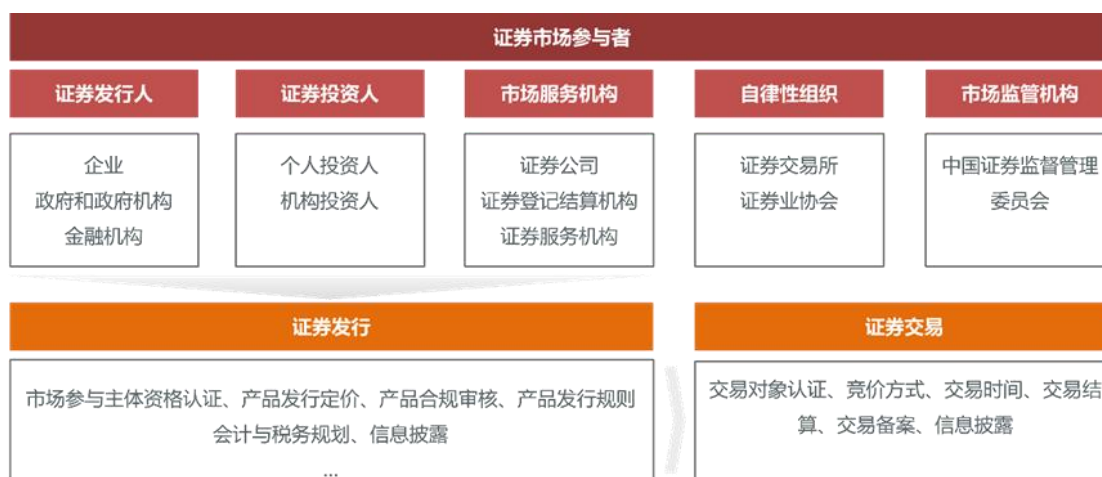 证券市场参与者
证券发行人
证券投资人
市场服务机构
自律性组织
市场监管机构
企业
政府和政府机构
金融机构
个人投资人
机构投资人
证券公司
证券登记结算机构
证券服务机构
证券交易所
证券业协会
中国证券监督管理
委员会
证券发行
证券交易
市场参与主体资格认证、产品发行定价、产品合规审核、产品发行规则
会计与税务规划、信息披露
...
交易对象认证、竞价方式、交易时间、交易结
算、交易备案、信息披露